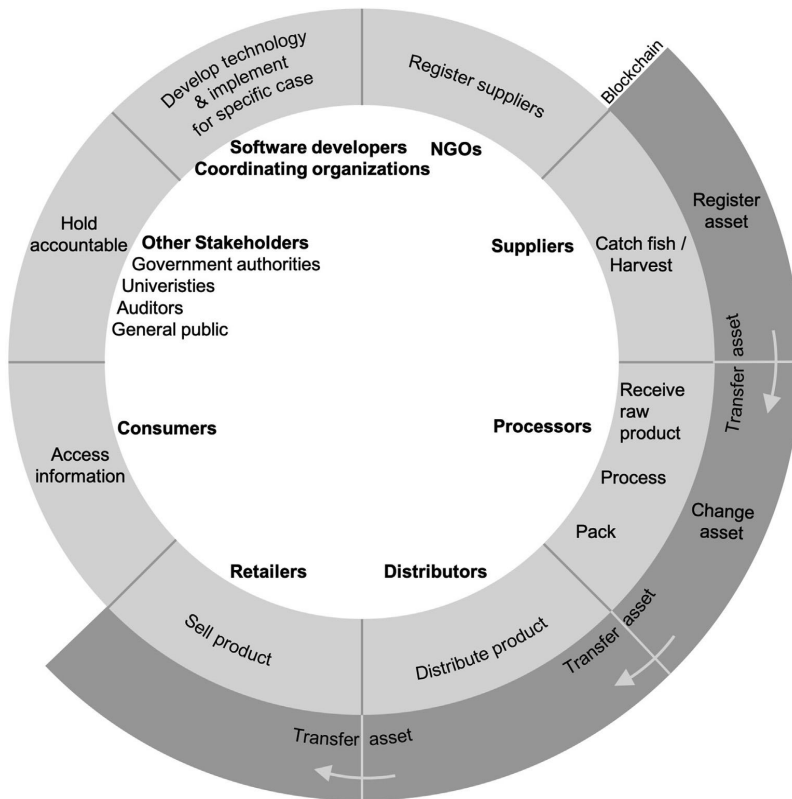 Develop technology
& implement
for specific case
Register suppliers
Blockchain
Software developers
NGOs
Coordinating organizations
Hold
accountable
Other Stakeholders
Government authorities
Univeristies
Auditors
General public
Suppliers
Catch fish /
Harvest
Register
asset
Transfer asset
Receive
raw
product
Process
Pack
Processors
Change
asset
Consumers
Access
information
Retailers
Distributors
Transfer asset
Sell product
Distribute product
Transfer asset